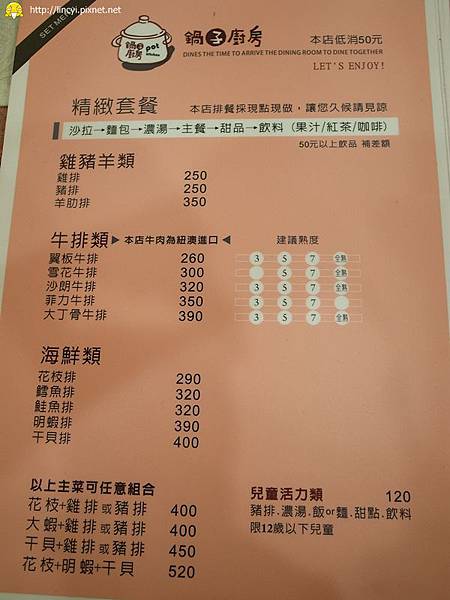 http://lincyi.pixnet.net
SET MENU
鍋子廚房 pot kitchen
鍋子廚房
本店低消50元
DINES THE TIME TO ARRIVE THE DINING ROOM TO DINE TOGETHER
LET'S ENJOY!
精緻套餐 本店排餐採現點現做，讓您久候請見諒
沙拉→麵包→濃湯→主餐→甜品→飲料 (果汁/紅茶/咖啡)
50元以上飲品 補差額
雞豬羊類
雞排 250
豬排 250
羊肋排 350
牛排類▶本店牛肉為紐澳進口◀ 建議熟度
翼板牛排 260 3 5 7 全熟
雪花牛排 300 5 7 全熟
沙朗牛排 320 3 5 7 全熟
菲力牛排 350 3 5 7
大丁骨牛排 390 3 5 7 全熟
海鮮類
花枝排 290
鱈魚排 320
鮭魚排 320
明蝦排 390
干貝排 400
以上主菜可任意組合
花枝+雞排或豬排 400
大蝦+雞排或豬排 400
干貝+雞排或豬排 450
花枝+明蝦+干貝 520
兒童活力類 120
豬排.濃湯.飯or麵.甜點.飲料
限12歲以下兒童